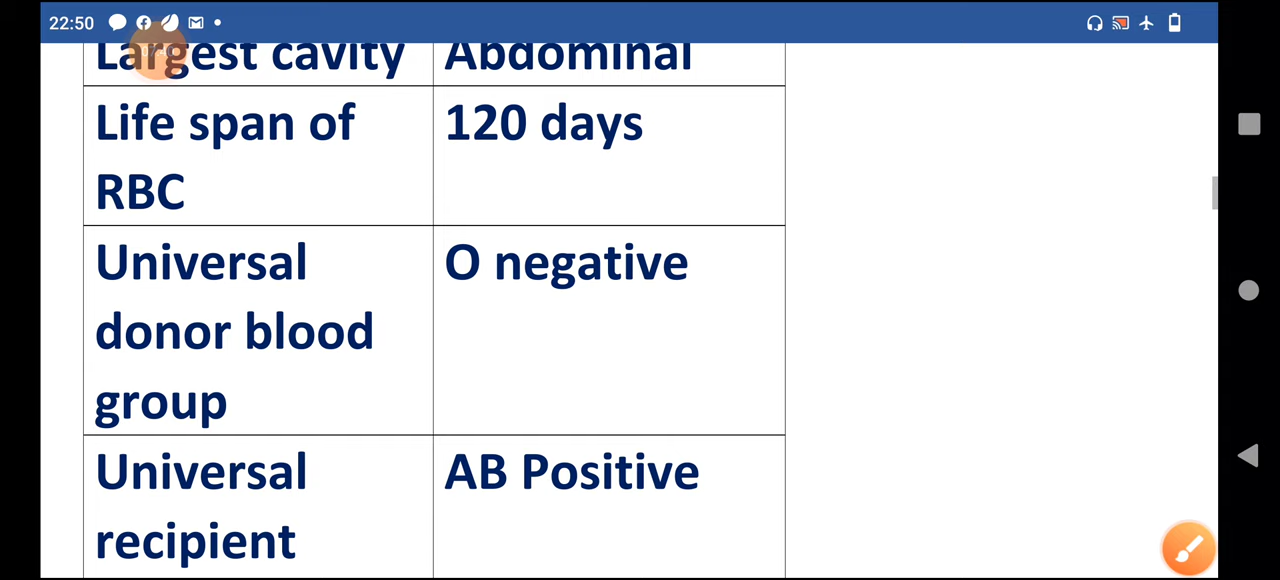 22:50
Largest cavity Abdominal
Life span of 120 days
RBC
Universal O negative
donor blood
group
Universal AB Positive
recipient